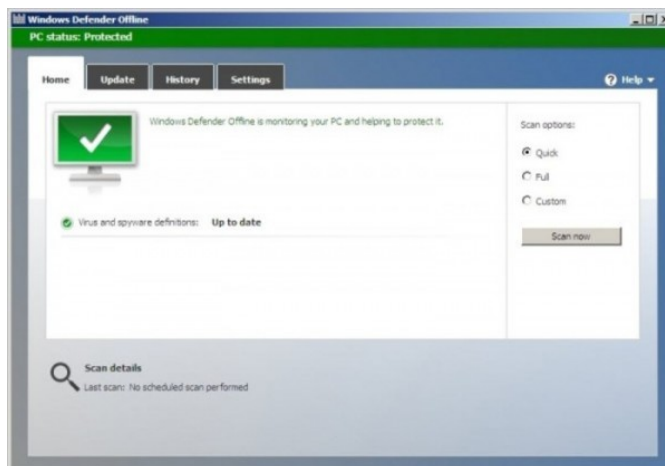 Windows Defender Offline
PC status: Protected
Home Update History Settings Help
Windows Defender Offline is monitoring your PC and helping to protect it.
Scan options:
Quick
Full
Custom
Virus and spyware definitions: Up to date
Scan now
Scan details
Last scan: No scheduled scan performed